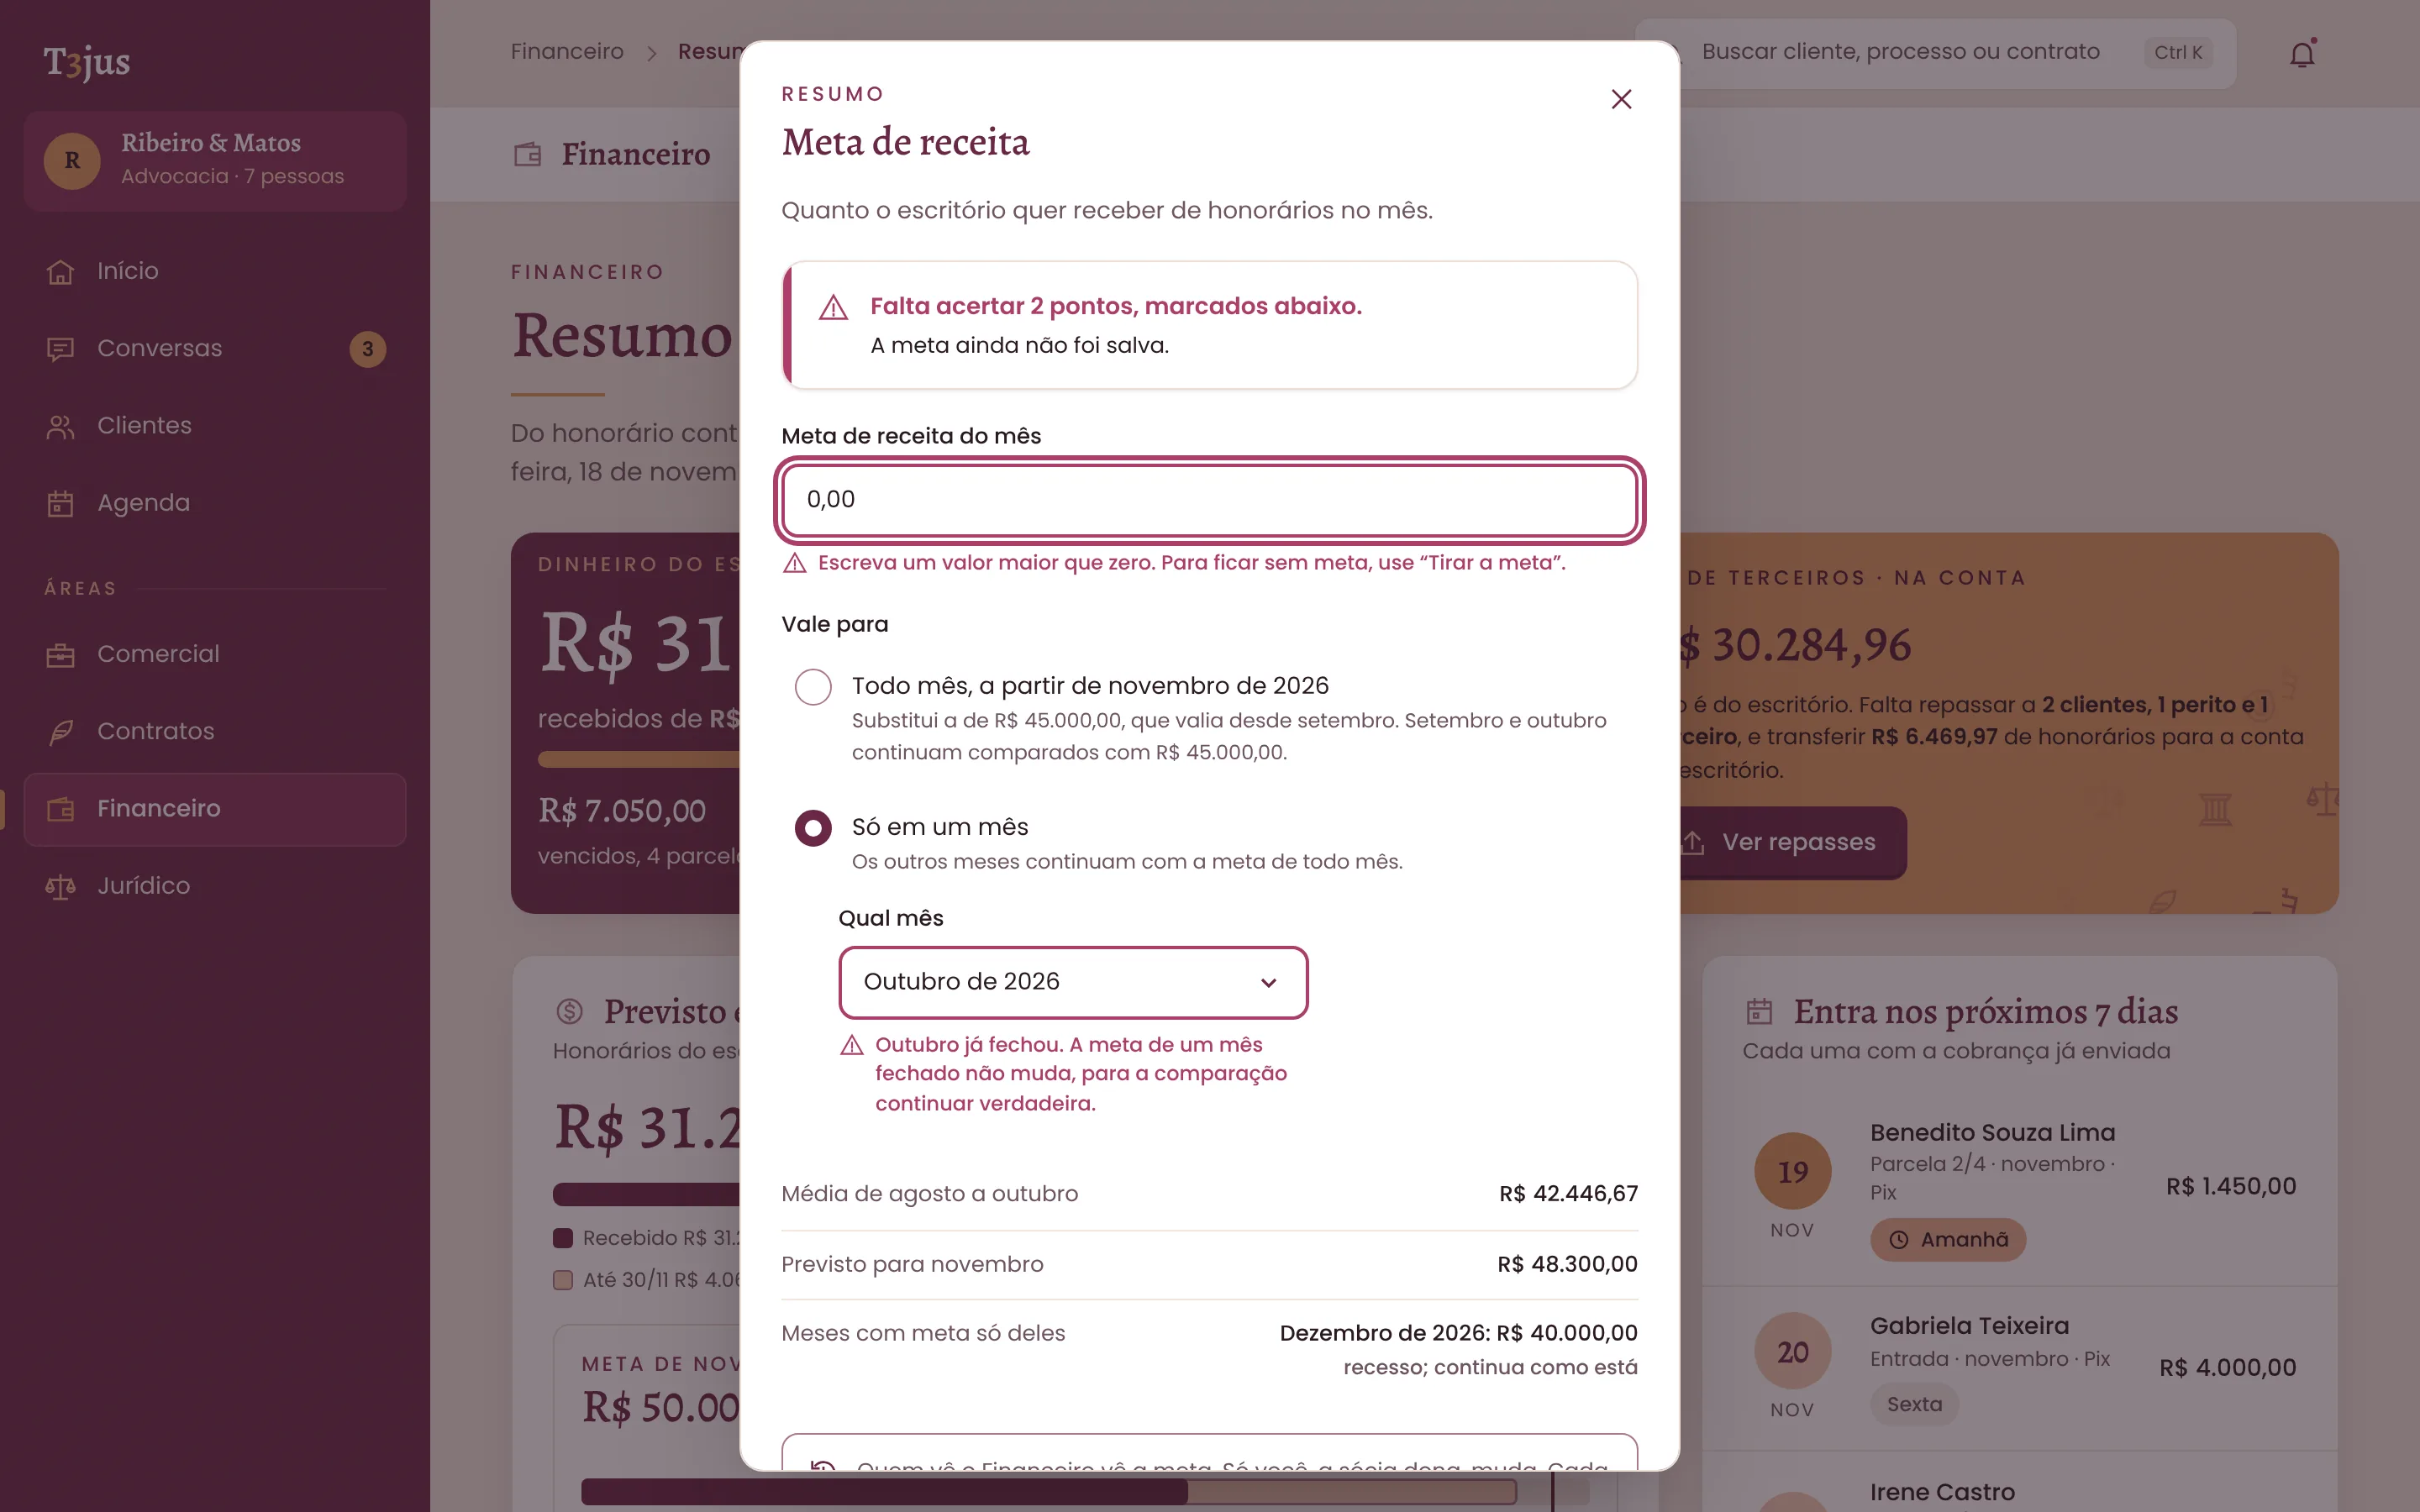 T3jus
R
Ribeiro & Matos
Advocacia · 7 pessoas
Início
Conversas
3
Clientes
Agenda
ÁREAS
Comercial
Contratos
Financeiro
Jurídico
Financeiro
Buscar cliente, processo ou contrato
Ctrl K
Financeiro
FINANCEIRO
Resumo
Do honorário
feira, 18 de
DINHEIRO DO
R$ 31
recebidos de
R$ 7.050,00
vencidos, 4
DE TERCEIROS · NA CONTA
30.284,96
é do escritório. Falta repassar a 2 clientes, 1 perito e 1
, e transferir R$ 6.469,97 de honorários para a conta
escritório.
Ver repasses
Previsto
Honorários do
R$ 31.2
Recebido R$ 31.
Até 30/11 R$ 4.0
META DE
R$ 50.00
Entra nos próximos 7 dias
Cada uma com a cobrança já enviada
19
NOV
Benedito Souza Lima
Parcela 2/4 · novembro ·
Pix
Amanhã
R$ 1.450,00
20
NOV
Gabriela Teixeira
Entrada · novembro · Pix
Sexta
R$ 4.000,00
Irene Castro
RESUMO
Meta de receita
Quanto o escritório quer receber de honorários no mês.
Falta acertar 2 pontos, marcados abaixo.
A meta ainda não foi salva.
Meta de receita do mês
0,00
Escreva um valor maior que zero. Para ficar sem meta, use “Tirar a meta”.
Vale para
Todo mês, a partir de novembro de 2026
Substitui a de R$ 45.000,00, que valia desde setembro. Setembro e outubro
continuam comparados com R$ 45.000,00.
Só em um mês
Os outros meses continuam com a meta de todo mês.
Qual mês
Outubro de 2026
Outubro já fechou. A meta de um mês
fechado não muda, para a comparação
continuar verdadeira.
Média de agosto a outubro
R$ 42.446,67
Previsto para novembro
R$ 48.300,00
Meses com meta só deles
Dezembro de 2026: R$ 40.000,00
recesso; continua como está
Quem vê o Financeiro vê a meta. Só você, a sócia dona, muda. Cada